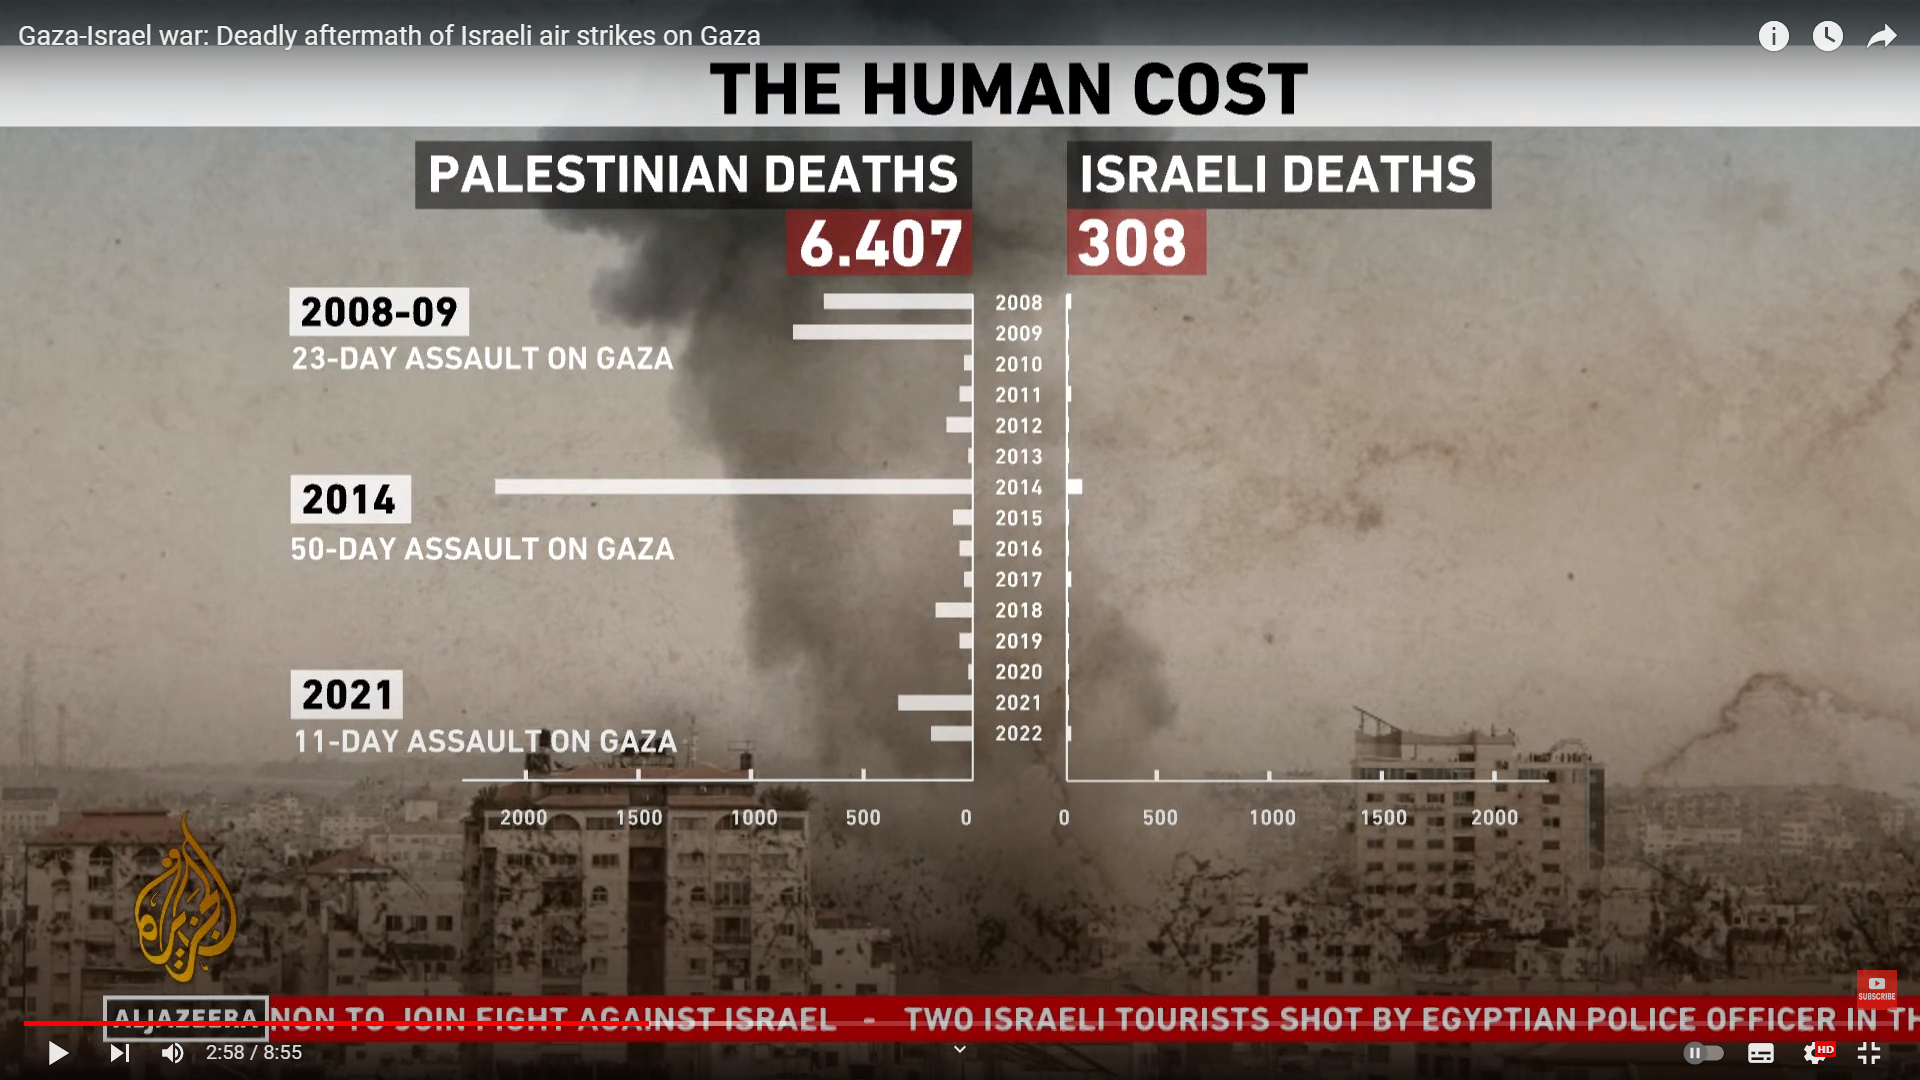 Gaza-Israel war: Deadly aftermath of Israeli air strikes on Gaza
THE HUMAN COST
PALESTINIAN DEATHS
ISRAELI DEATHS
6.407
308
2008-09
23-DAY ASSAULT ON GAZA
2014
50-DAY ASSAULT ON GAZA
2021
11-DAY ASSAULT ON GAZA
2008
2009
2010
2011
2012
2013
2014
2015
2016
2017
2018
2019
2020
2021
2022
2000 1500 1000 500 0
0 500 1000 1500 2000
الجزيرة
SUBSCRIBE
ALJAZEERA
NON TO JOIN FIGHT AGAINST ISRAEL - TWO ISRAELI TOURISTS SHOT BY EGYPTIAN POLICE OFFICER IN TH
2:58 / 8:55
HD